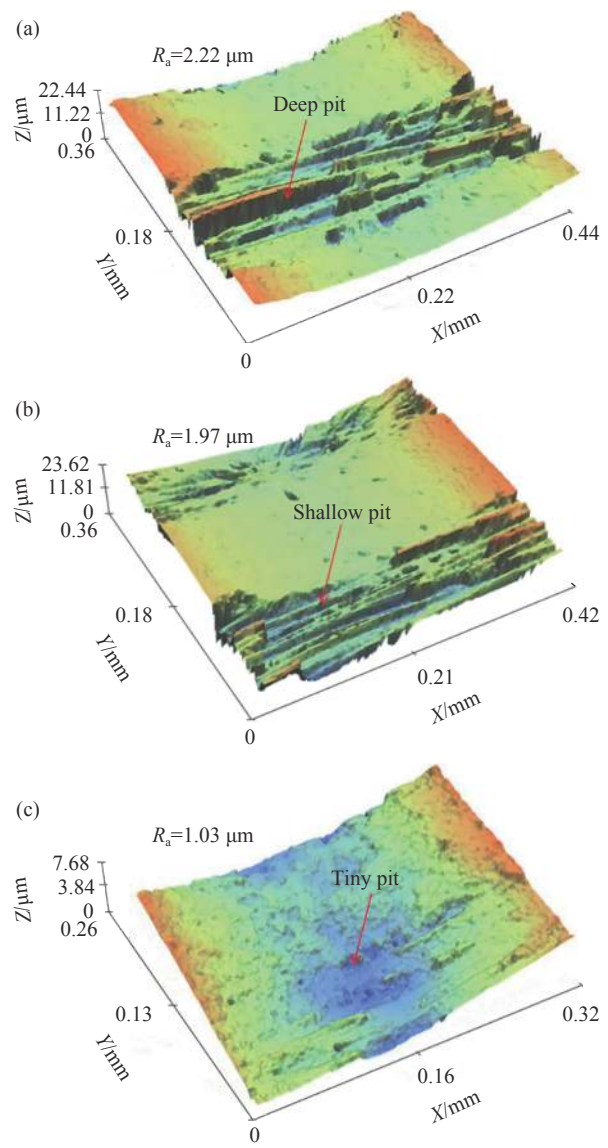 (a)
Rₐ=2.22 μm
22.44
11.22
0
Z/μm
0.36
Deep pit
0.18
Y/mm
0.44
0.22
X/mm
0
(b)
Rₐ=1.97 μm
23.62
11.81
0
Z/μm
0.36
Shallow pit
0.18
Y/mm
0.42
0.21
X/mm
0
(c)
Rₐ=1.03 μm
7.68
3.84
0
Z/μm
0.26
Tiny pit
0.13
Y/mm
0.32
0.16
X/mm
0